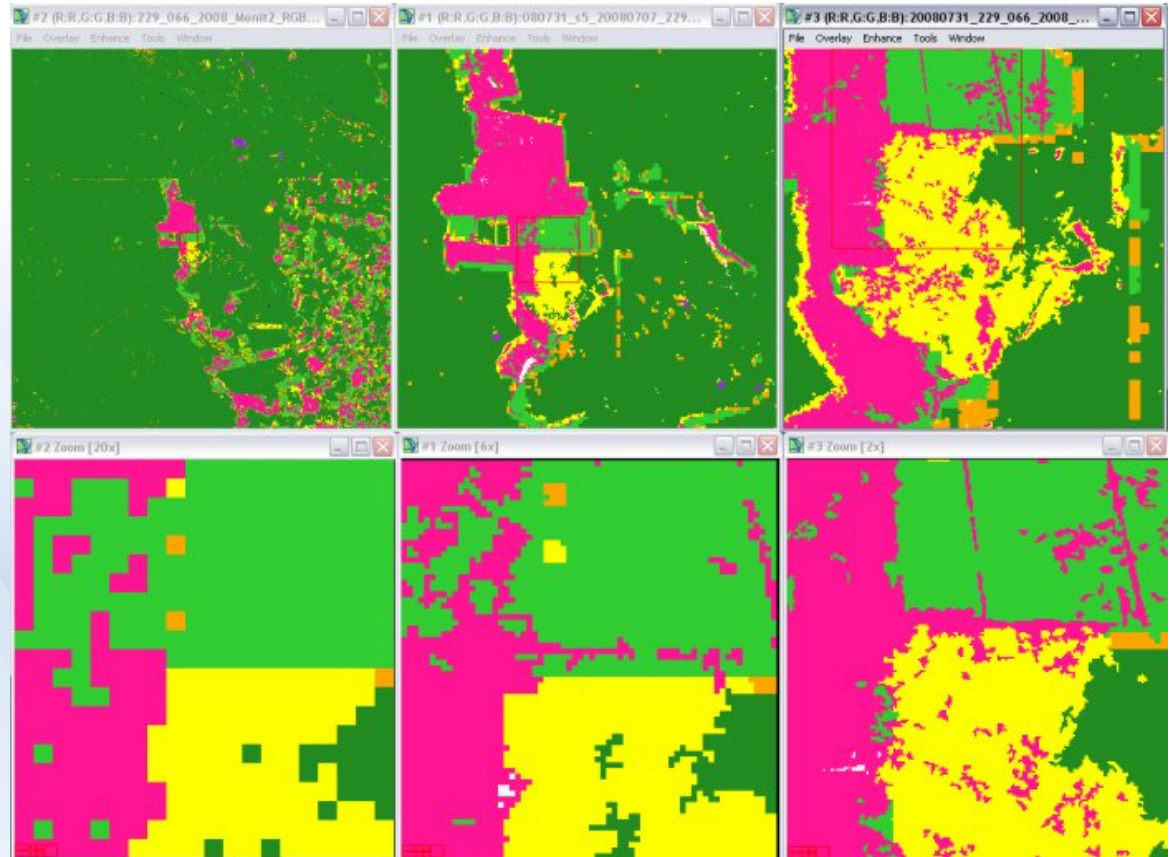 #2 (R:R,G:G,B:B):229_066_2008_Monit2_RGB...
File Overlay Enhance Tools Window
#1 (R:R,G:G,B:B):080731_s5_20080707_229...
File Overlay Enhance Tools Window
#3 (R:R,G:G,B:B):20080731_229_066_2008_...
File Overlay Enhance Tools Window
#2 Zoom [20x]
#1 Zoom [6x]
#3 Zoom [2x]